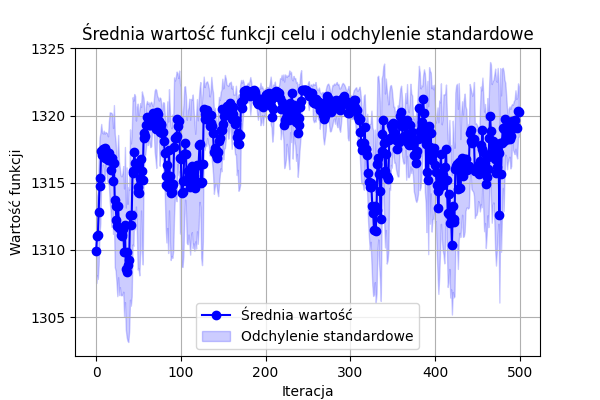 Średnia wartość funkcji celu i odchylenie standardowe
Wartość funkcji
1325
1320
1315
1310
1305
Średnia wartość
Odchylenie standardowe
0 100 200 300 400 500
Iteracja